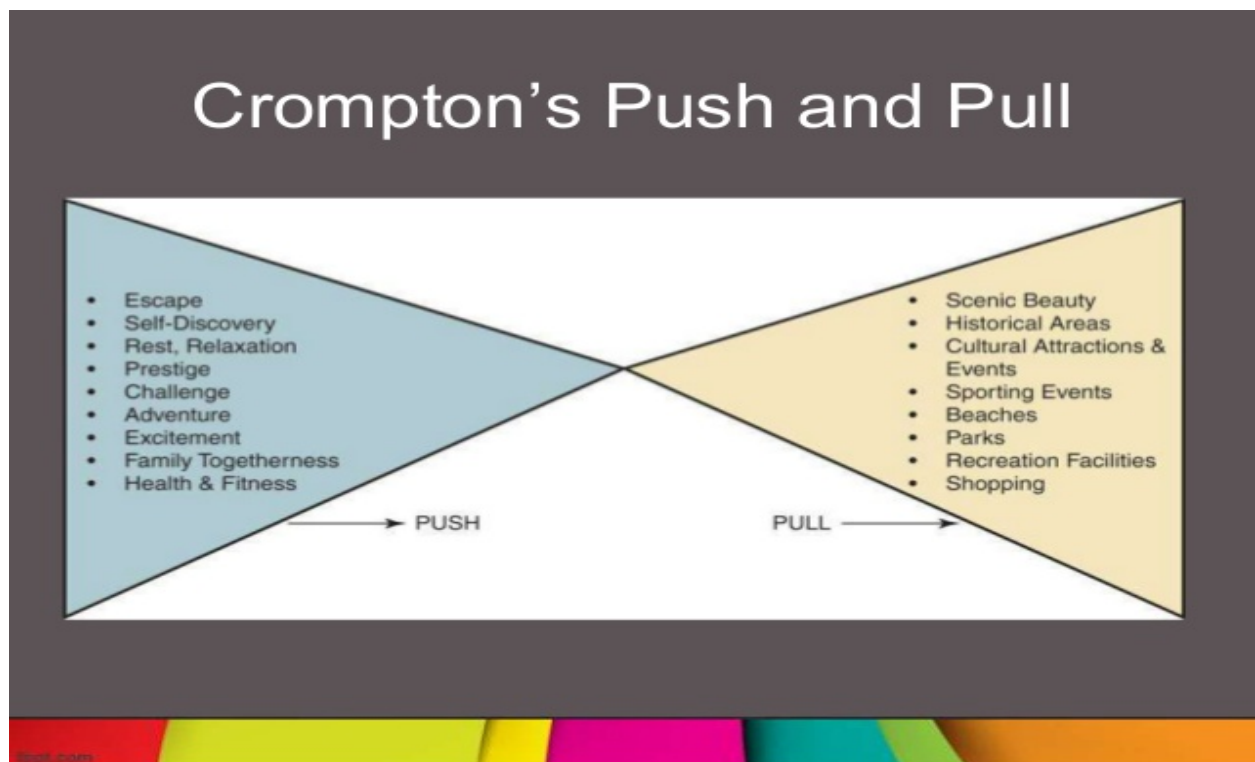 Crompton's Push and Pull
• Escape
• Self-Discovery
• Rest, Relaxation
• Prestige
• Challenge
• Adventure
• Excitement
• Family Togetherness
• Health & Fitness
PUSH
• Scenic Beauty
• Historical Areas
• Cultural Attractions &
Events
• Sporting Events
• Beaches
• Parks
• Recreation Facilities
• Shopping
PULL